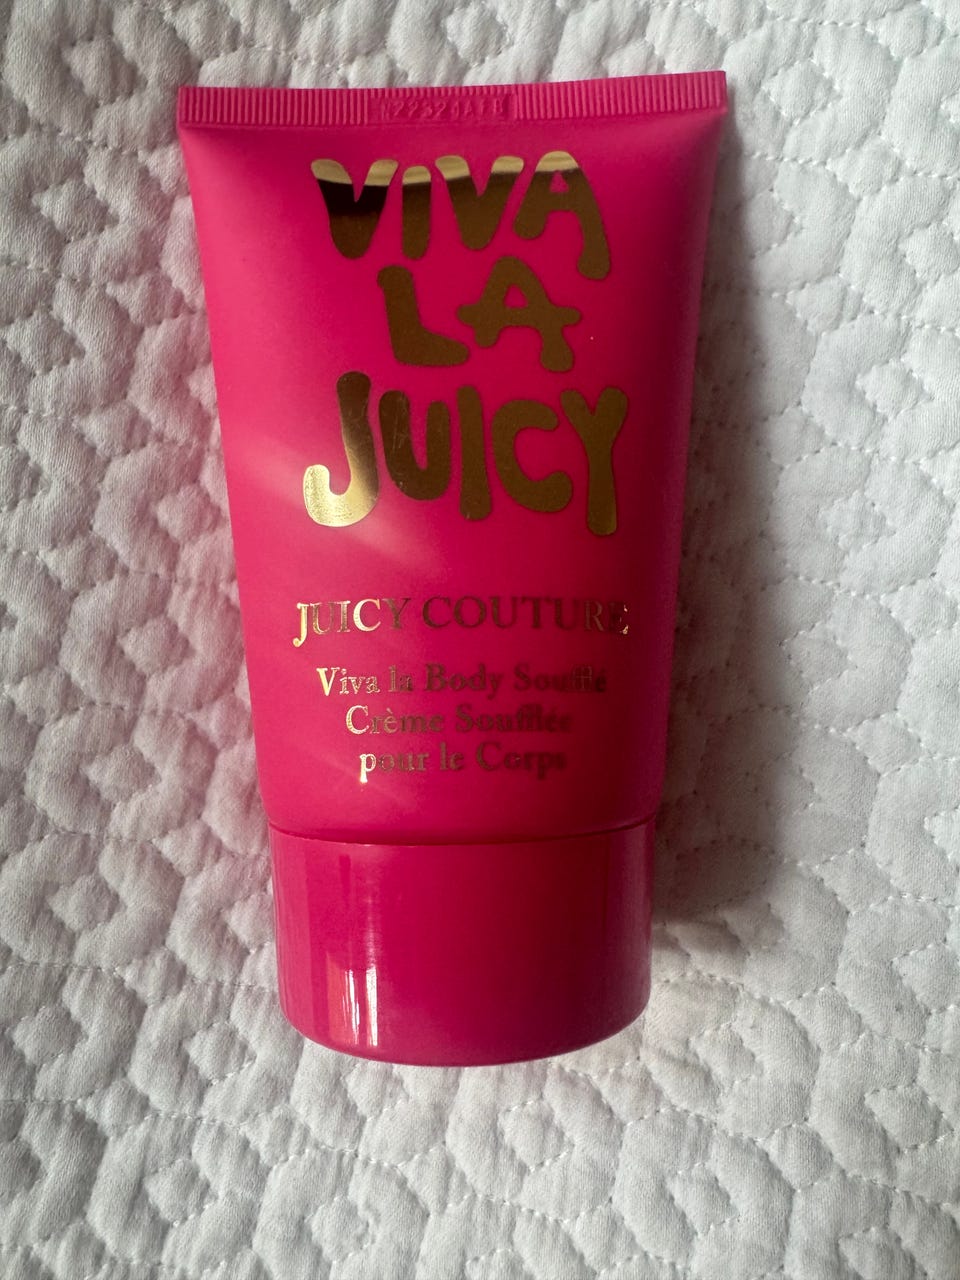 VIVA
LA
JUICY
JUICY COUTURE
Viva la Body Soufflé
Crème Soufflée
pour le Corps